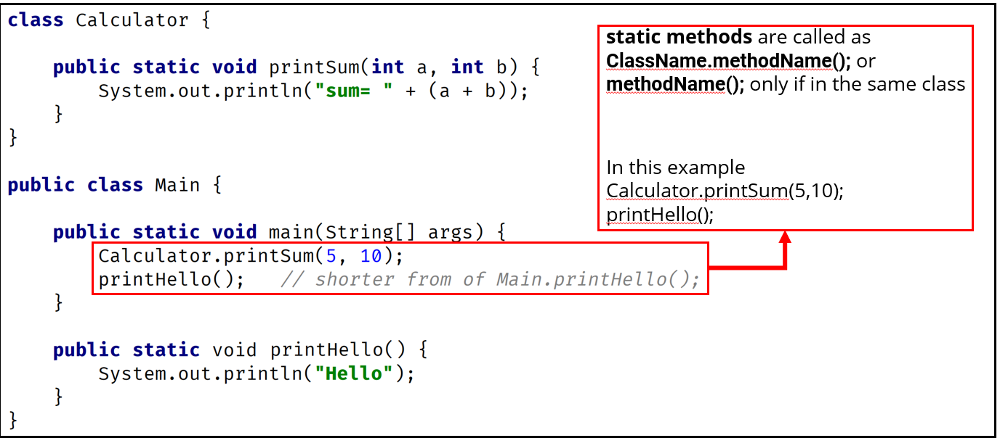 class Calculator {
public static void printSum(int a, int b) {
System.out.println("sum= " + (a + b));
}
}
public class Main {
public static void main(String[] args) {
Calculator.printSum(5, 10);
printHello();    // shorter from of Main.printHello();
}
public static void printHello() {
System.out.println("Hello");
}
}
static methods are called as
ClassName.methodName(); or
methodName(); only if in the same class
In this example
Calculator.printSum(5,10);
printHello();